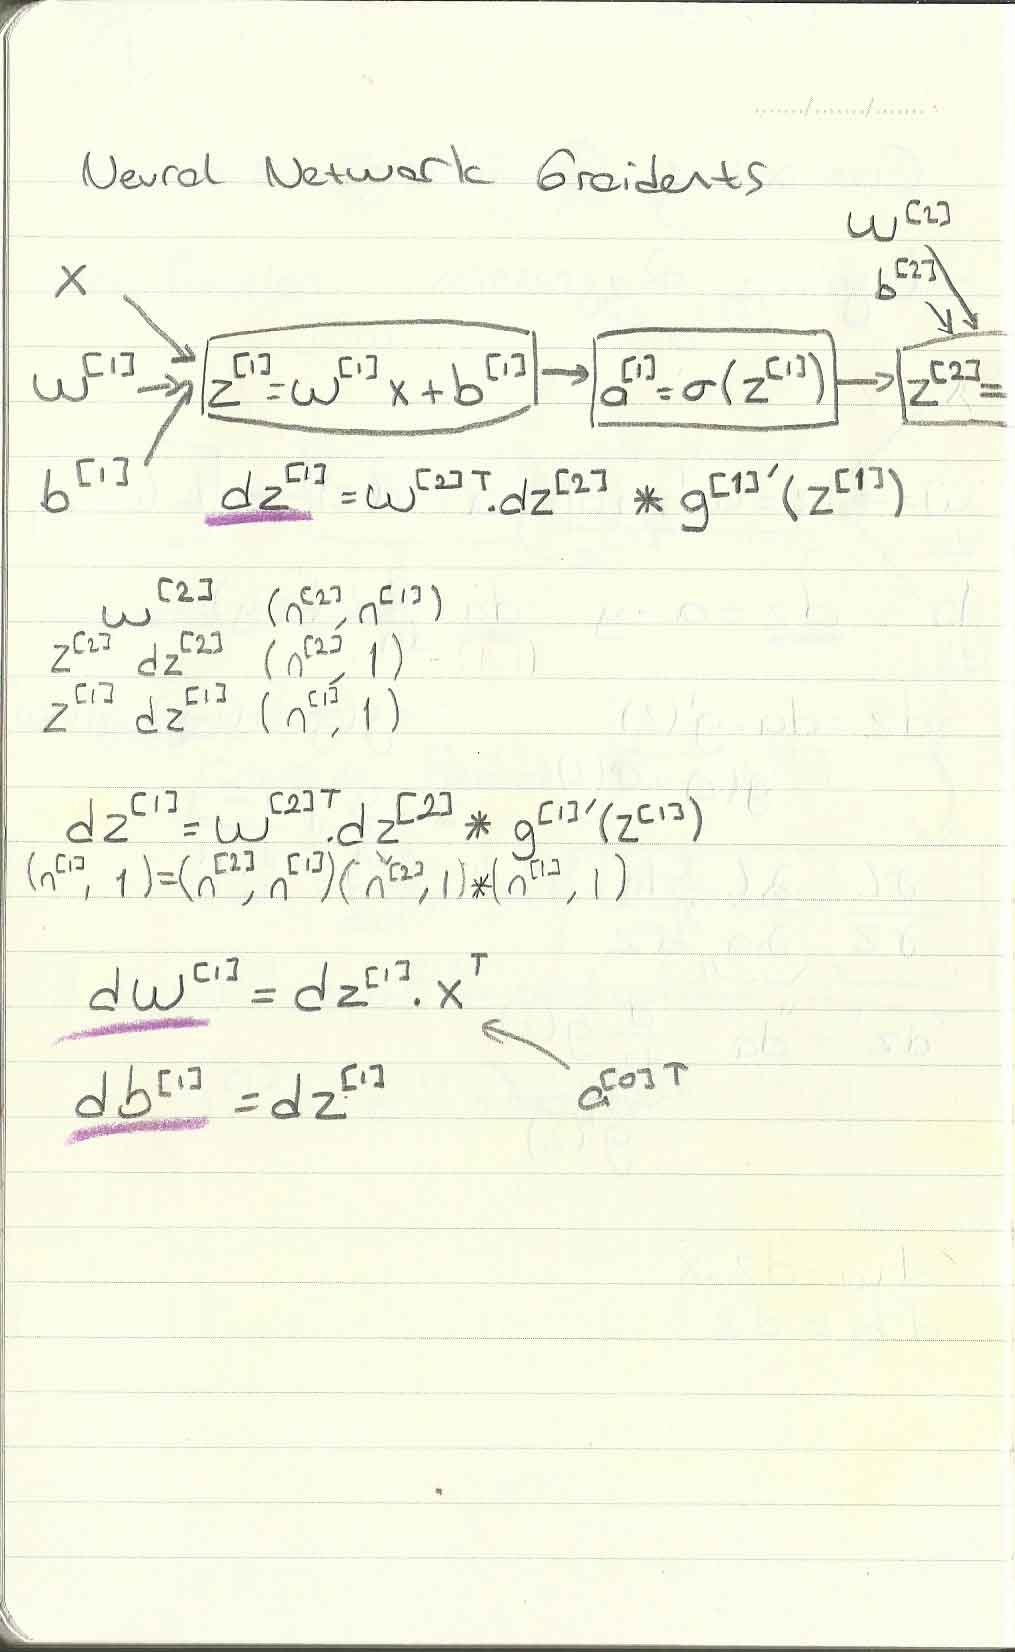 Neural Network Graidents
W^[2]
X b^[2]
W^[1] z^[1] = W^[1] x + b^[1] a^[1] = σ(z^[1]) z^[2] =
b^[1] dz^[1] = W^[2]T . dz^[2] * g^[1]'(z^[1])
W^[2] (n^[2], n^[1])
z^[2] dz^[2] (n^[2], 1)
z^[1] dz^[1] (n^[1], 1)
dz^[1] = W^[2]T . dz^[2] * g^[1]'(z^[1])
(n^[1], 1) = (n^[2], n^[1]) (n^[2], 1) * (n^[1], 1)
dW^[1] = dz^[1] . x^T
a^[0]T
db^[1] = dz^[1]